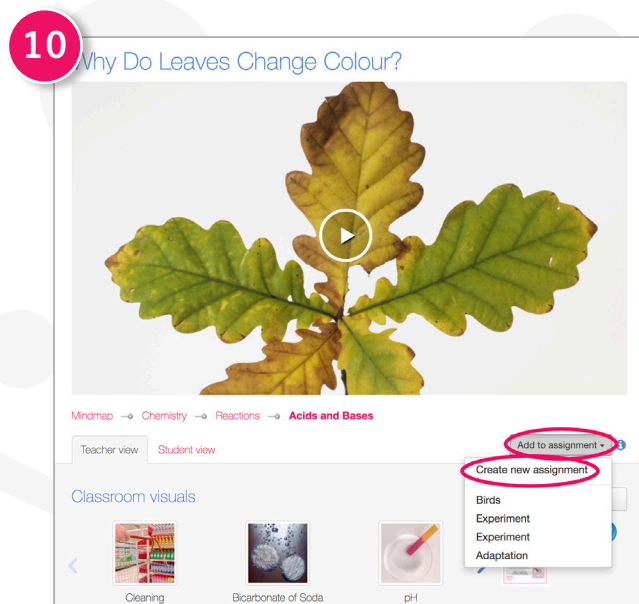 10
Why Do Leaves Change Colour?
Mindmap Chemistry Reactions Acids and Bases
Teacher view Student view
Add to assignment
Create new assignment
Birds
Experiment
Experiment
Adaptation
Classroom visuals
Cleaning Bicarbonate of Soda pH